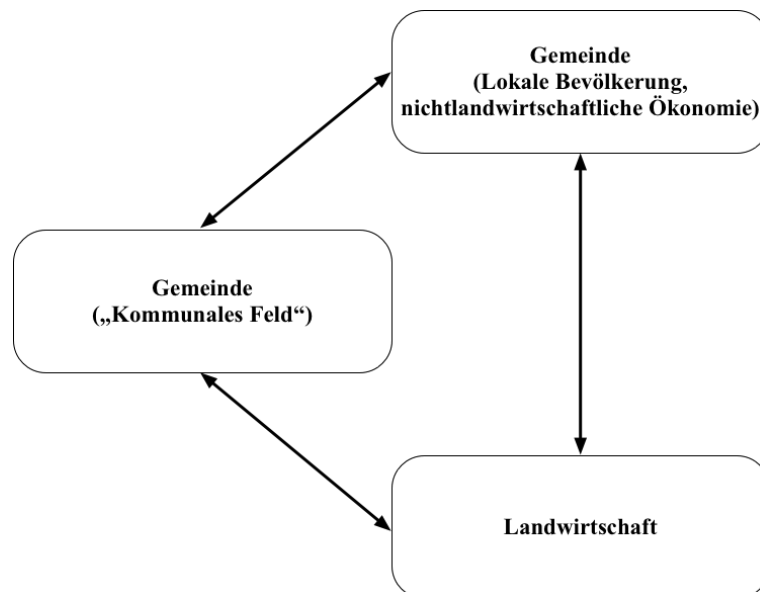 Gemeinde
(Lokale Bevölkerung,
nichtlandwirtschaftliche Ökonomie)
Gemeinde
(„Kommunales Feld“)
Landwirtschaft